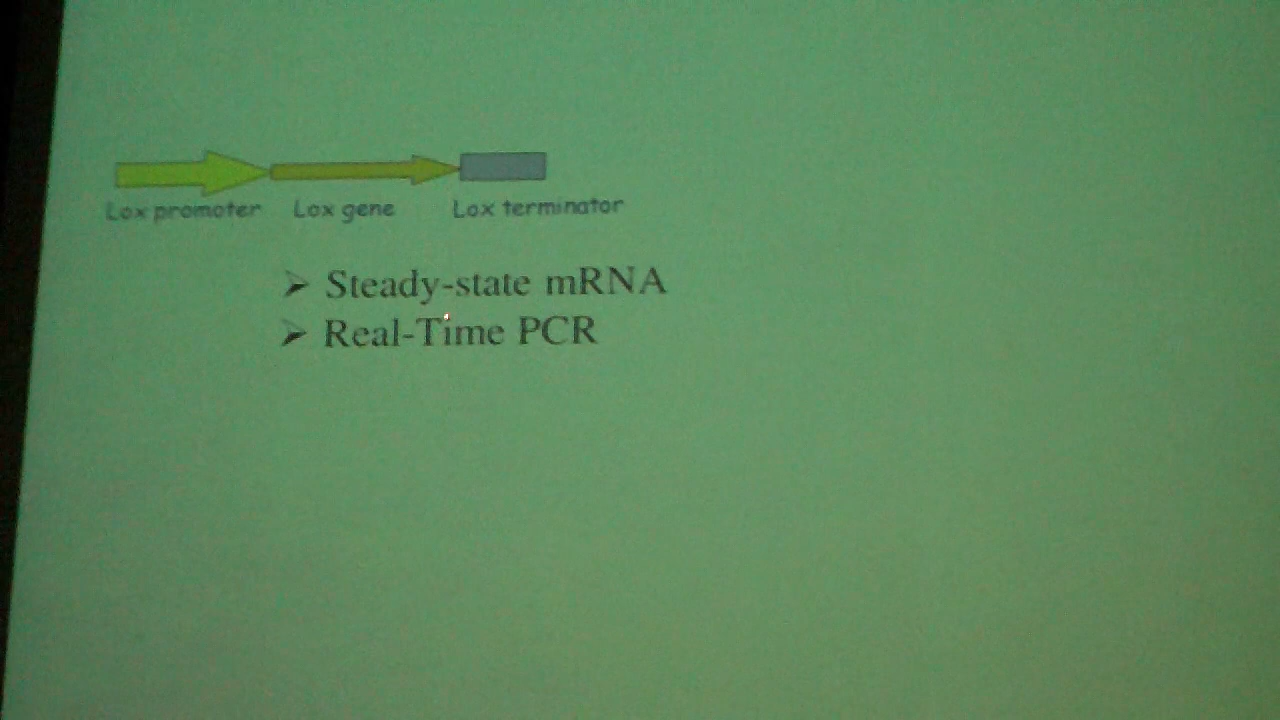 Lox promoter Lox gene Lox terminator
Steady-state mRNA
Real-Time PCR